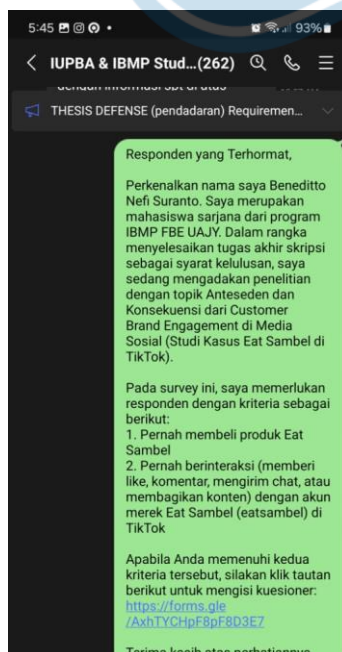 5:45
93%
IUPBA & IBMP Stud...(262)
THESIS DEFENSE (pendadaran) Requiremen...
Responden yang Terhormat,
Perkenalkan nama saya Beneditto
Nefi Suranto. Saya merupakan
mahasiswa sarjana dari program
IBMP FBE UAJY. Dalam rangka
menyelesaikan tugas akhir skripsi
sebagai syarat kelulusan, saya
sedang mengadakan penelitian
dengan topik Anteseden dan
Konsekuensi dari Customer
Brand Engagement di Media
Sosial (Studi Kasus Eat Sambel di
TikTok).
Pada survey ini, saya memerlukan
responden dengan kriteria sebagai
berikut:
1. Pernah membeli produk Eat
Sambel
2. Pernah berinteraksi (memberi
like, komentar, mengirim chat, atau
membagikan konten) dengan akun
merek Eat Sambel (eatsambel) di
TikTok
Apabila Anda memenuhi kedua
kriteria tersebut, silakan klik tautan
berikut untuk mengisi kuesioner:
https://forms.gle
/AxhTYCHpF8pF8D3E7
Terima kasih atas perhatiannya